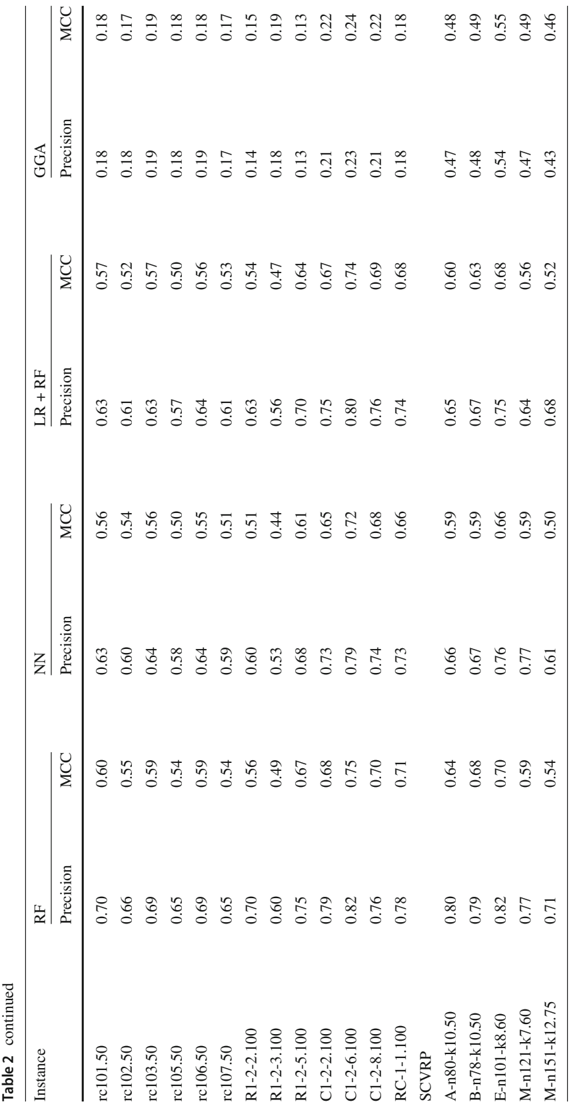 Table 2 continued
Instance RF NN LR + RF GGA
Precision MCC Precision MCC Precision MCC Precision MCC
rc101.50 0.70 0.60 0.63 0.56 0.63 0.57 0.18 0.18
rc102.50 0.66 0.55 0.60 0.54 0.61 0.52 0.18 0.17
rc103.50 0.69 0.59 0.64 0.56 0.63 0.57 0.19 0.19
rc105.50 0.65 0.54 0.58 0.50 0.57 0.50 0.18 0.18
rc106.50 0.69 0.59 0.64 0.55 0.64 0.56 0.19 0.18
rc107.50 0.65 0.54 0.59 0.51 0.61 0.53 0.17 0.17
R1-2-2.100 0.70 0.56 0.60 0.51 0.63 0.54 0.14 0.15
R1-2-3.100 0.60 0.49 0.53 0.44 0.56 0.47 0.18 0.19
R1-2-5.100 0.75 0.67 0.68 0.61 0.70 0.64 0.13 0.13
C1-2-2.100 0.79 0.68 0.73 0.65 0.75 0.67 0.21 0.22
C1-2-6.100 0.82 0.75 0.79 0.72 0.80 0.74 0.23 0.24
C1-2-8.100 0.76 0.70 0.74 0.68 0.76 0.69 0.21 0.22
RC-1-1.100 0.78 0.71 0.73 0.66 0.74 0.68 0.18 0.18
SCVRP
A-n80-k10.50 0.80 0.64 0.66 0.59 0.65 0.60 0.47 0.48
B-n78-k10.50 0.79 0.68 0.67 0.59 0.67 0.63 0.48 0.49
E-n101-k8.60 0.82 0.70 0.76 0.66 0.75 0.68 0.54 0.55
M-n121-k7.60 0.77 0.59 0.77 0.59 0.64 0.56 0.47 0.49
M-n151-k12.75 0.71 0.54 0.61 0.50 0.68 0.52 0.43 0.46